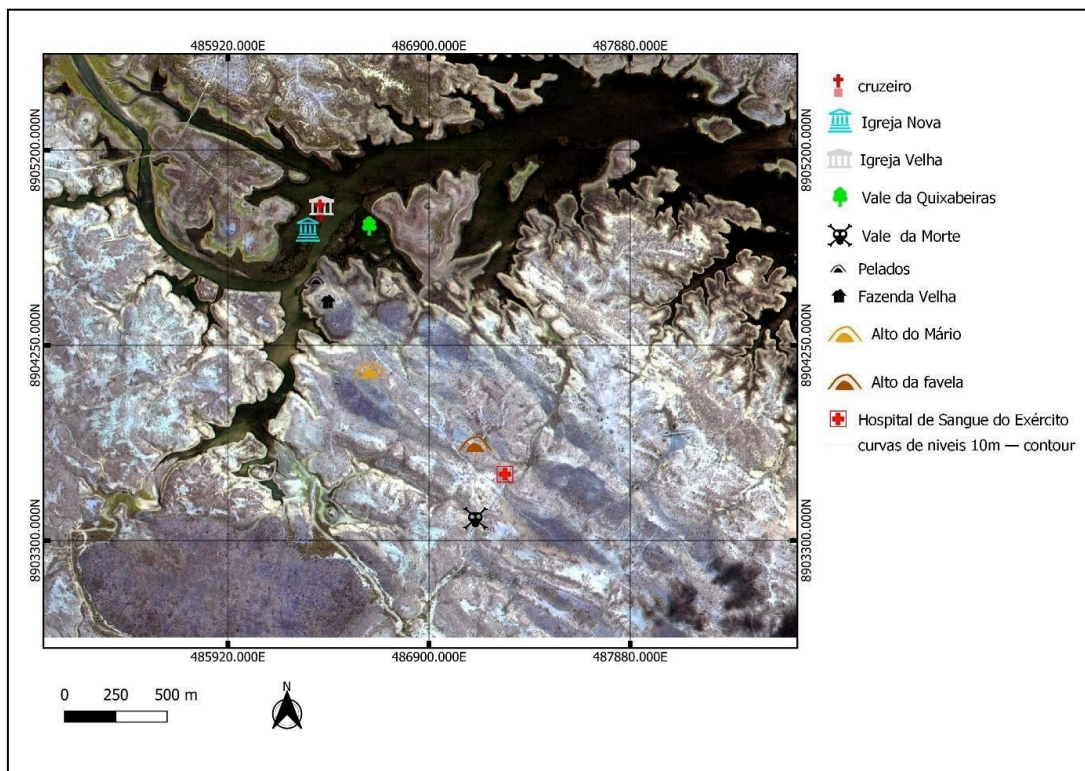 485920.000E 486900.000E 487880.000E
8905200.000N
8904250.000N
8903300.000N
8905200.000N
8904250.000N
8903300.000N
485920.000E 486900.000E 487880.000E
cruzeiro
Igreja Nova
Igreja Velha
Vale da Quixabeiras
Vale da Morte
Pelados
Fazenda Velha
Alto do Mário
Alto da favela
Hospital de Sangue do Exército
curvas de niveis 10m — contour
0 250 500 m
N